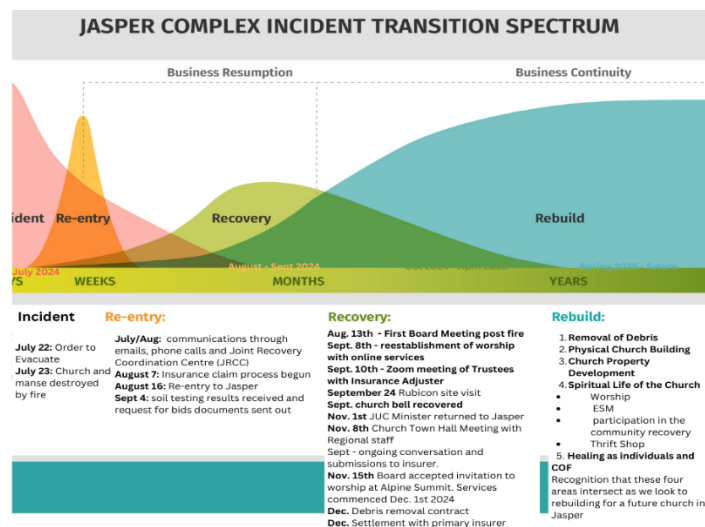 JASPER COMPLEX INCIDENT TRANSITION SPECTRUM
Business Resumption
Business Continuity
ident
Re-entry
Recovery
Rebuild
July 2024
August - Sept 2024
Spring 2025 - future
YS
WEEKS
MONTHS
YEARS
Incident
July 22: Order to
Evacuate
July 23: Church and
manse destroyed
by fire
Re-entry:
July/Aug: communications through
emails, phone calls and Joint Recovery
Coordination Centre (JRCC)
August 7: Insurance claim process begun
August 16: Re-entry to Jasper
Sept 4: soil testing results received and
request for bids documents sent out
Recovery:
Aug. 13th - First Board Meeting post fire
Sept. 8th - reestablishment of worship
with online services
Sept. 10th - Zoom meeting of Trustees
with Insurance Adjuster
September 24 Rubicon site visit
Sept. church bell recovered
Nov. 1st JUC Minister returned to Jasper
Nov. 8th Church Town Hall Meeting with
Regional staff
Sept - ongoing conversation and
submissions to insurer.
Nov. 15th Board accepted invitation to
worship at Alpine Summit. Services
commenced Dec. 1st 2024
Dec. Debris removal contract
Dec. Settlement with primary insurer
Rebuild:
1. Removal of Debris
2. Physical Church Building
3. Church Property
Development
4. Spiritual Life of the Church
• Worship
• ESM
• participation in the
community recovery
• Thrift Shop
5. Healing as individuals and
COF
Recognition that these four
areas intersect as we look to
rebuilding for a future church in
Jasper